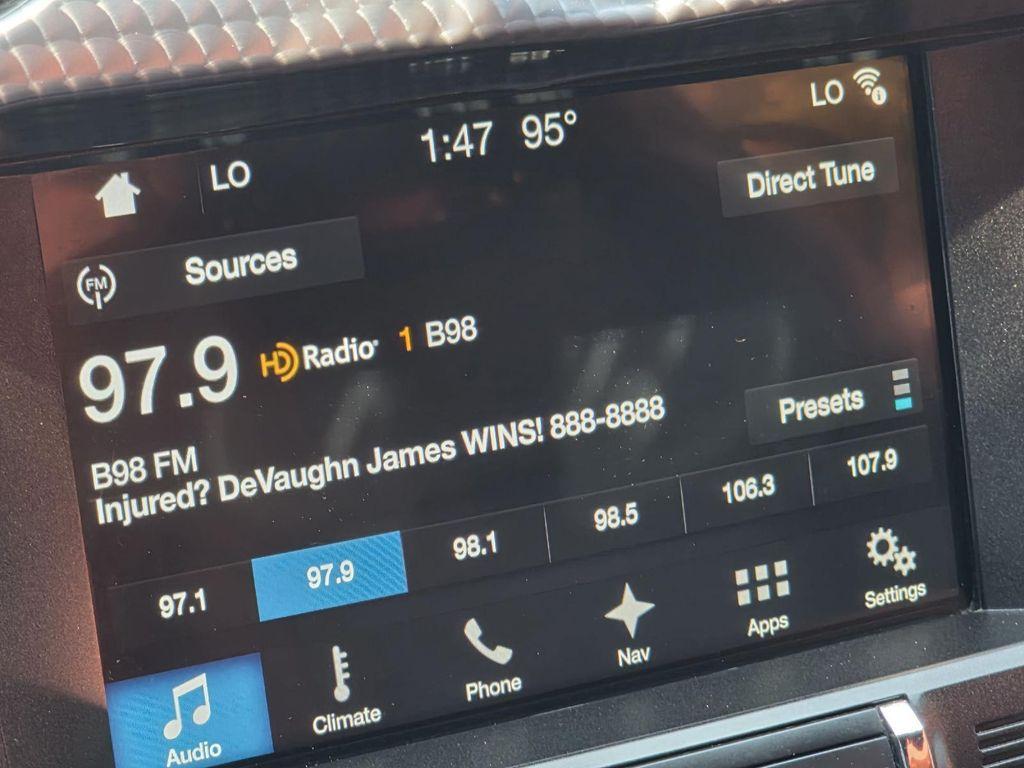 LO 1:47 95° LO
Direct Tune
FM Sources
97.9 HD Radio 1 B98
Presets
B98 FM
Injured? DeVaughn James WINS! 888-8888
97.1 97.9 98.1 98.5 106.3 107.9
Audio Climate Phone Nav Apps Settings